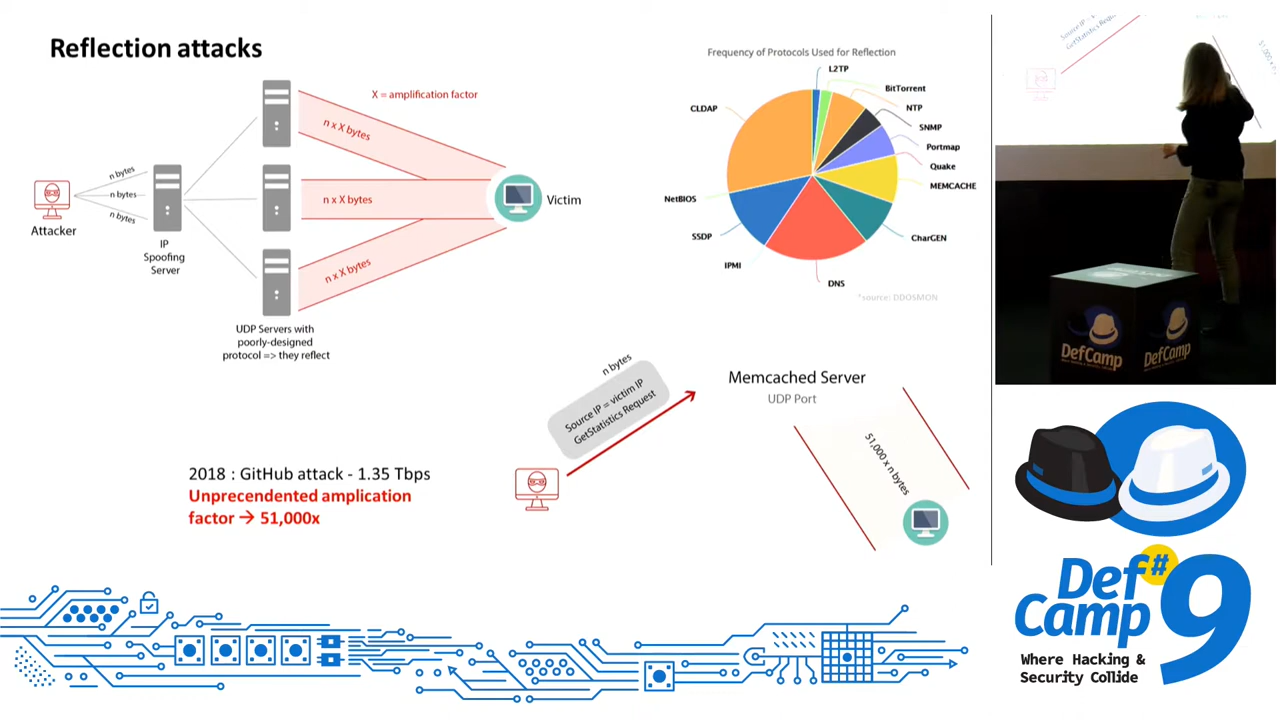 Reflection attacks
X = amplification factor
n x X bytes
n x X bytes
n x X bytes
n bytes
n bytes
n bytes
Attacker
IP
Spoofing
Server
UDP Servers with
poorly-designed
protocol => they reflect
Victim
Frequency of Protocols Used for Reflection
L2TP
BitTorrent
NTP
SNMP
Portmap
Quake
MEMCACHE
CharGEN
DNS
IPMI
SSDP
NetBIOS
CLDAP
*source: DDOSMON
2018 : GitHub attack - 1.35 Tbps
Unprecendented amplication
factor → 51,000x
n bytes
Source IP = victim IP
GetStatistics Request
Memcached Server
UDP Port
51,000 x n bytes
DefCamp
DefCamp
Def
Camp
#9
Where Hacking &
Security Collide